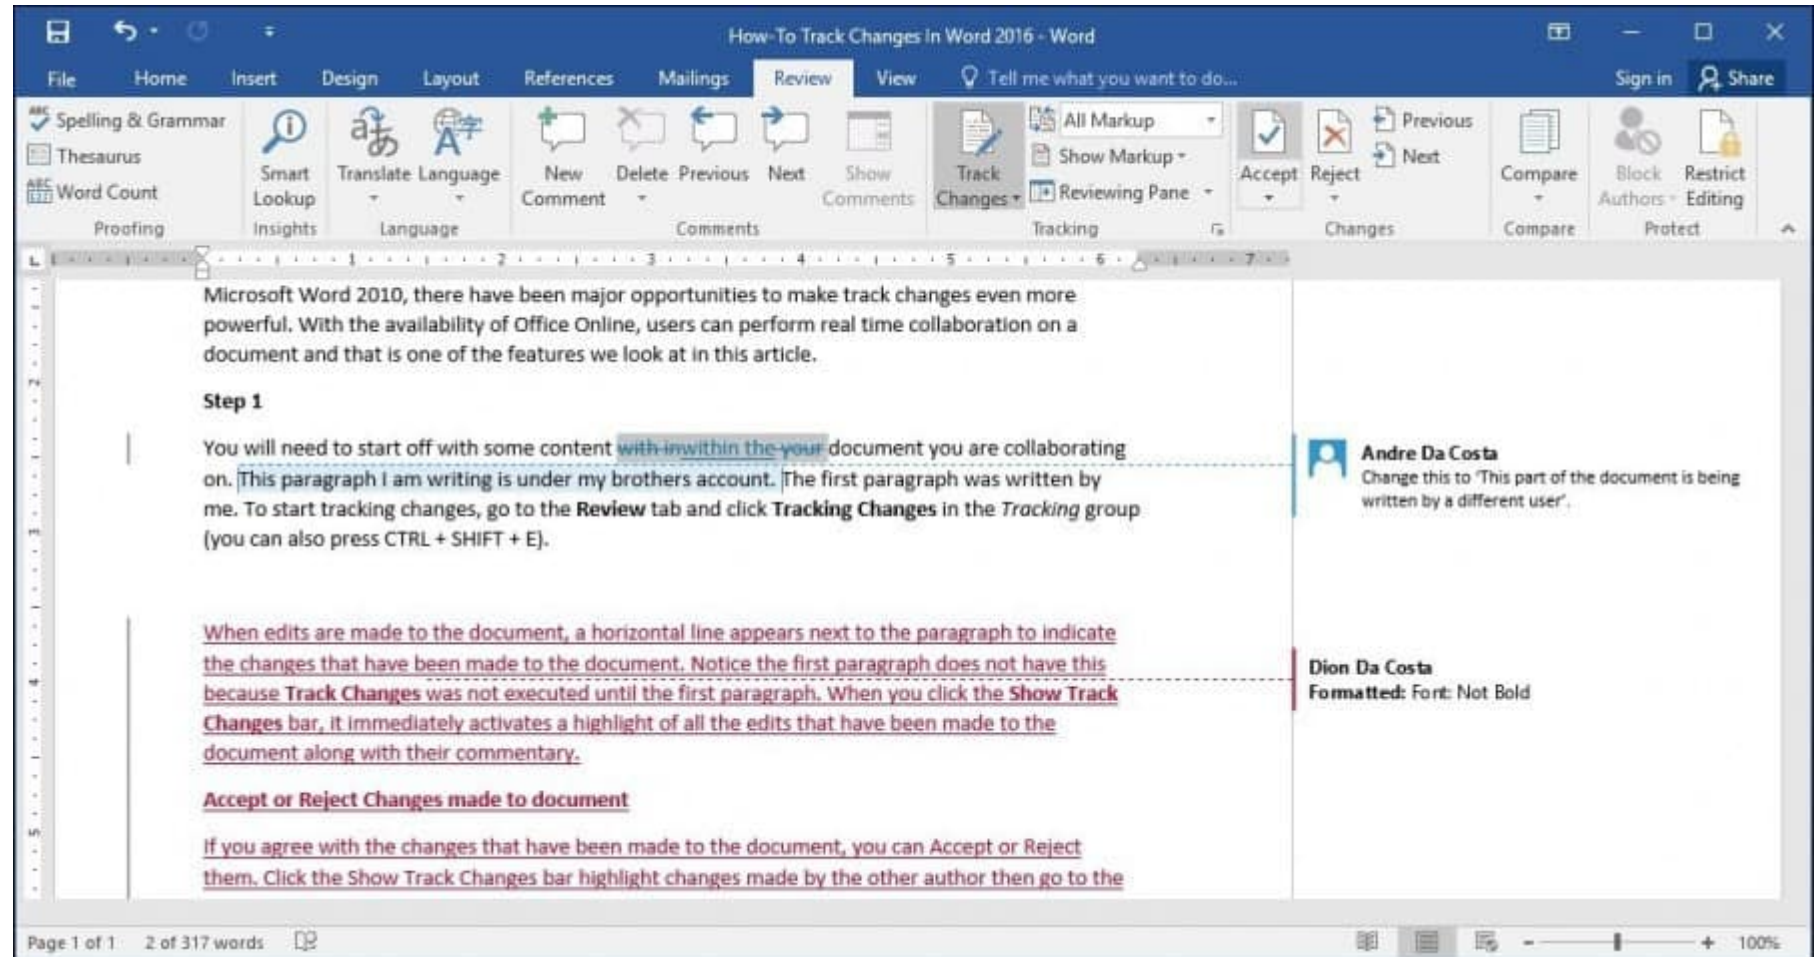 How-To Track Changes In Word 2016 - Word
File Home Insert Design Layout References Mailings Review View Tell me what you want to do... Sign in Share
ABC Spelling & Grammar
Thesaurus
ABC 123 Word Count
Proofing
Smart Lookup
Insights
Translate Language
Language
New Comment Delete Previous Next Show Comments
Comments
Track Changes
All Markup
Show Markup
Reviewing Pane
Tracking
Accept Reject
Previous
Next
Changes
Compare
Compare
Block Authors Restrict Editing
Protect
1 2 3 4 5 6 7
Microsoft Word 2010, there have been major opportunities to make track changes even more
powerful. With the availability of Office Online, users can perform real time collaboration on a
document and that is one of the features we look at in this article.
Step 1
You will need to start off with some content with inwithin the your document you are collaborating
on. This paragraph I am writing is under my brothers account. The first paragraph was written by
me. To start tracking changes, go to the Review tab and click Tracking Changes in the Tracking group
(you can also press CTRL + SHIFT + E).
When edits are made to the document, a horizontal line appears next to the paragraph to indicate
the changes that have been made to the document. Notice the first paragraph does not have this
because Track Changes was not executed until the first paragraph. When you click the Show Track
Changes bar, it immediately activates a highlight of all the edits that have been made to the
document along with their commentary.
Accept or Reject Changes made to document
If you agree with the changes that have been made to the document, you can Accept or Reject
them. Click the Show Track Changes bar highlight changes made by the other author then go to the
Andre Da Costa
Change this to 'This part of the document is being
written by a different user'.
Dion Da Costa
Formatted: Font: Not Bold
2
3
4
5
Page 1 of 1 2 of 317 words 100%